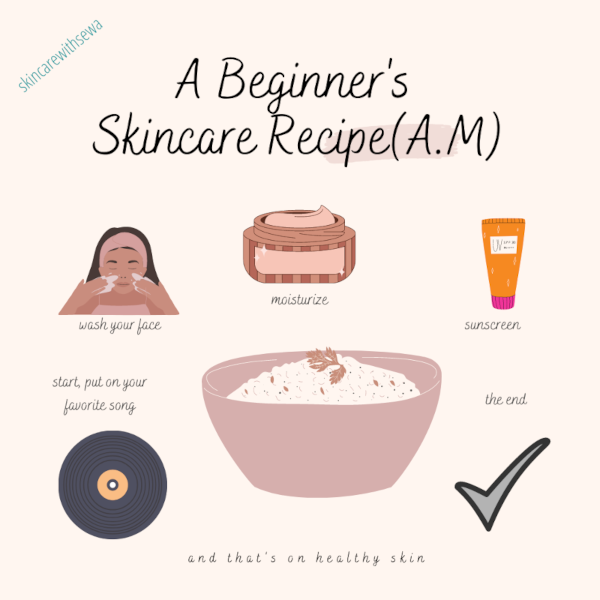 skincarewithsewa
A Beginner's
Skincare Recipe(A.M)
wash your face
moisturize
sunscreen
start, put on your
favorite song
the end
and that's on healthy skin